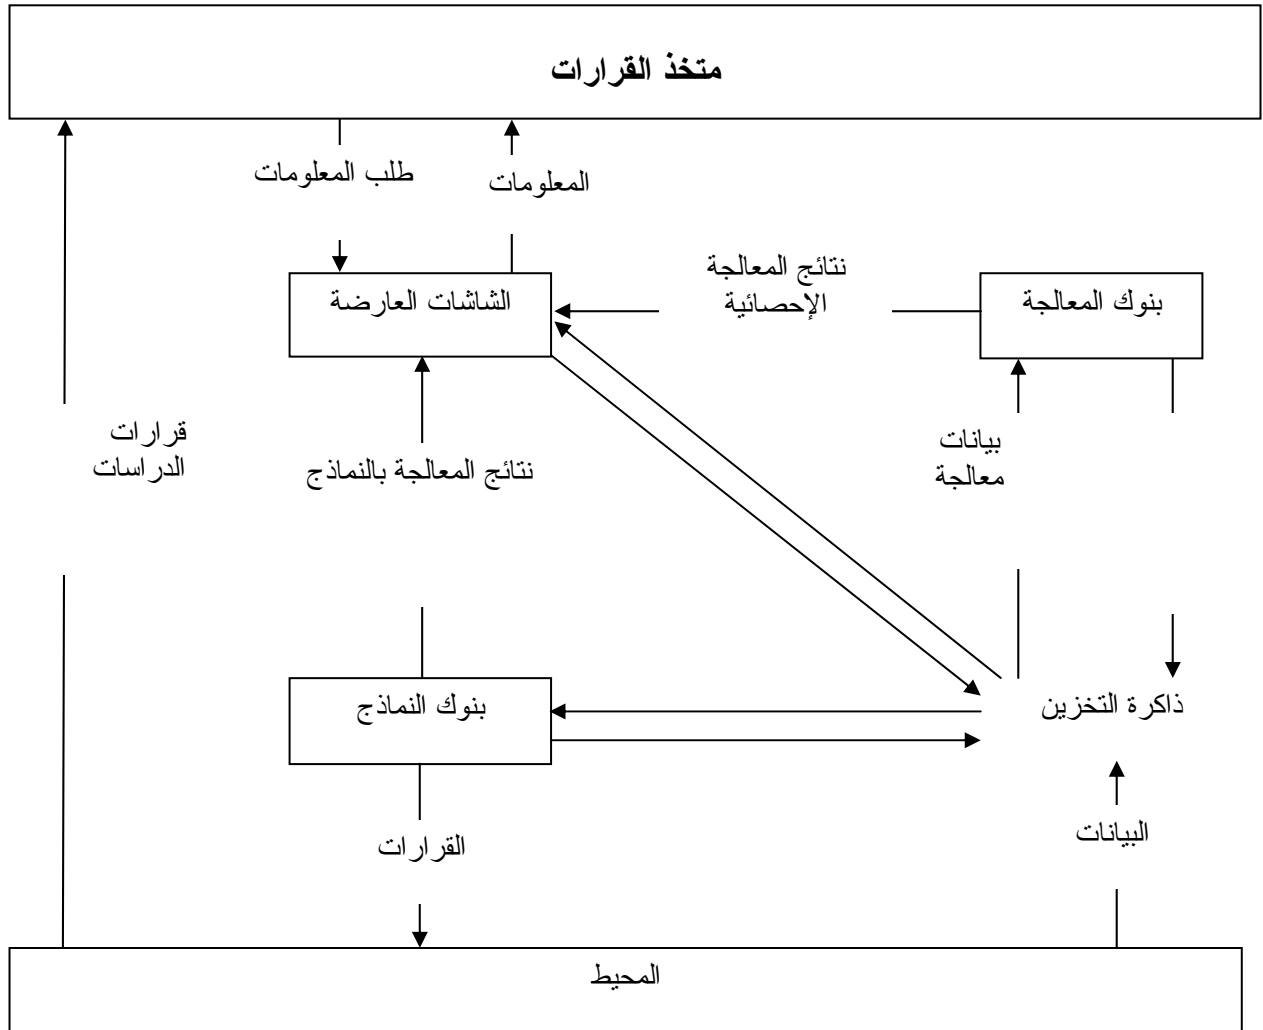 متخذ القرارات
طلب المعلومات
المعلومات
نتائج المعالجة
الإحصائية
بنوك المعالجة
الشاشات العارضة
قرارات
الدراسات
نتائج المعالجة بالنماذج
بيانات
معالجة
بنوك النماذج
ذاكرة التخزين
القرارات
البيانات
المحيط